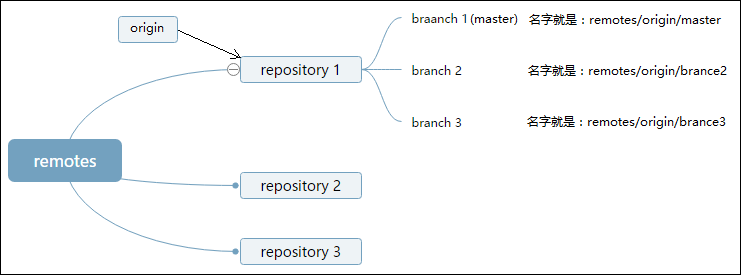 origin
braanch 1 (master) 名字就是：remotes/origin/master
repository 1
branch 2 名字就是：remotes/origin/brance2
branch 3 名字就是：remotes/origin/brance3
remotes
repository 2
repository 3